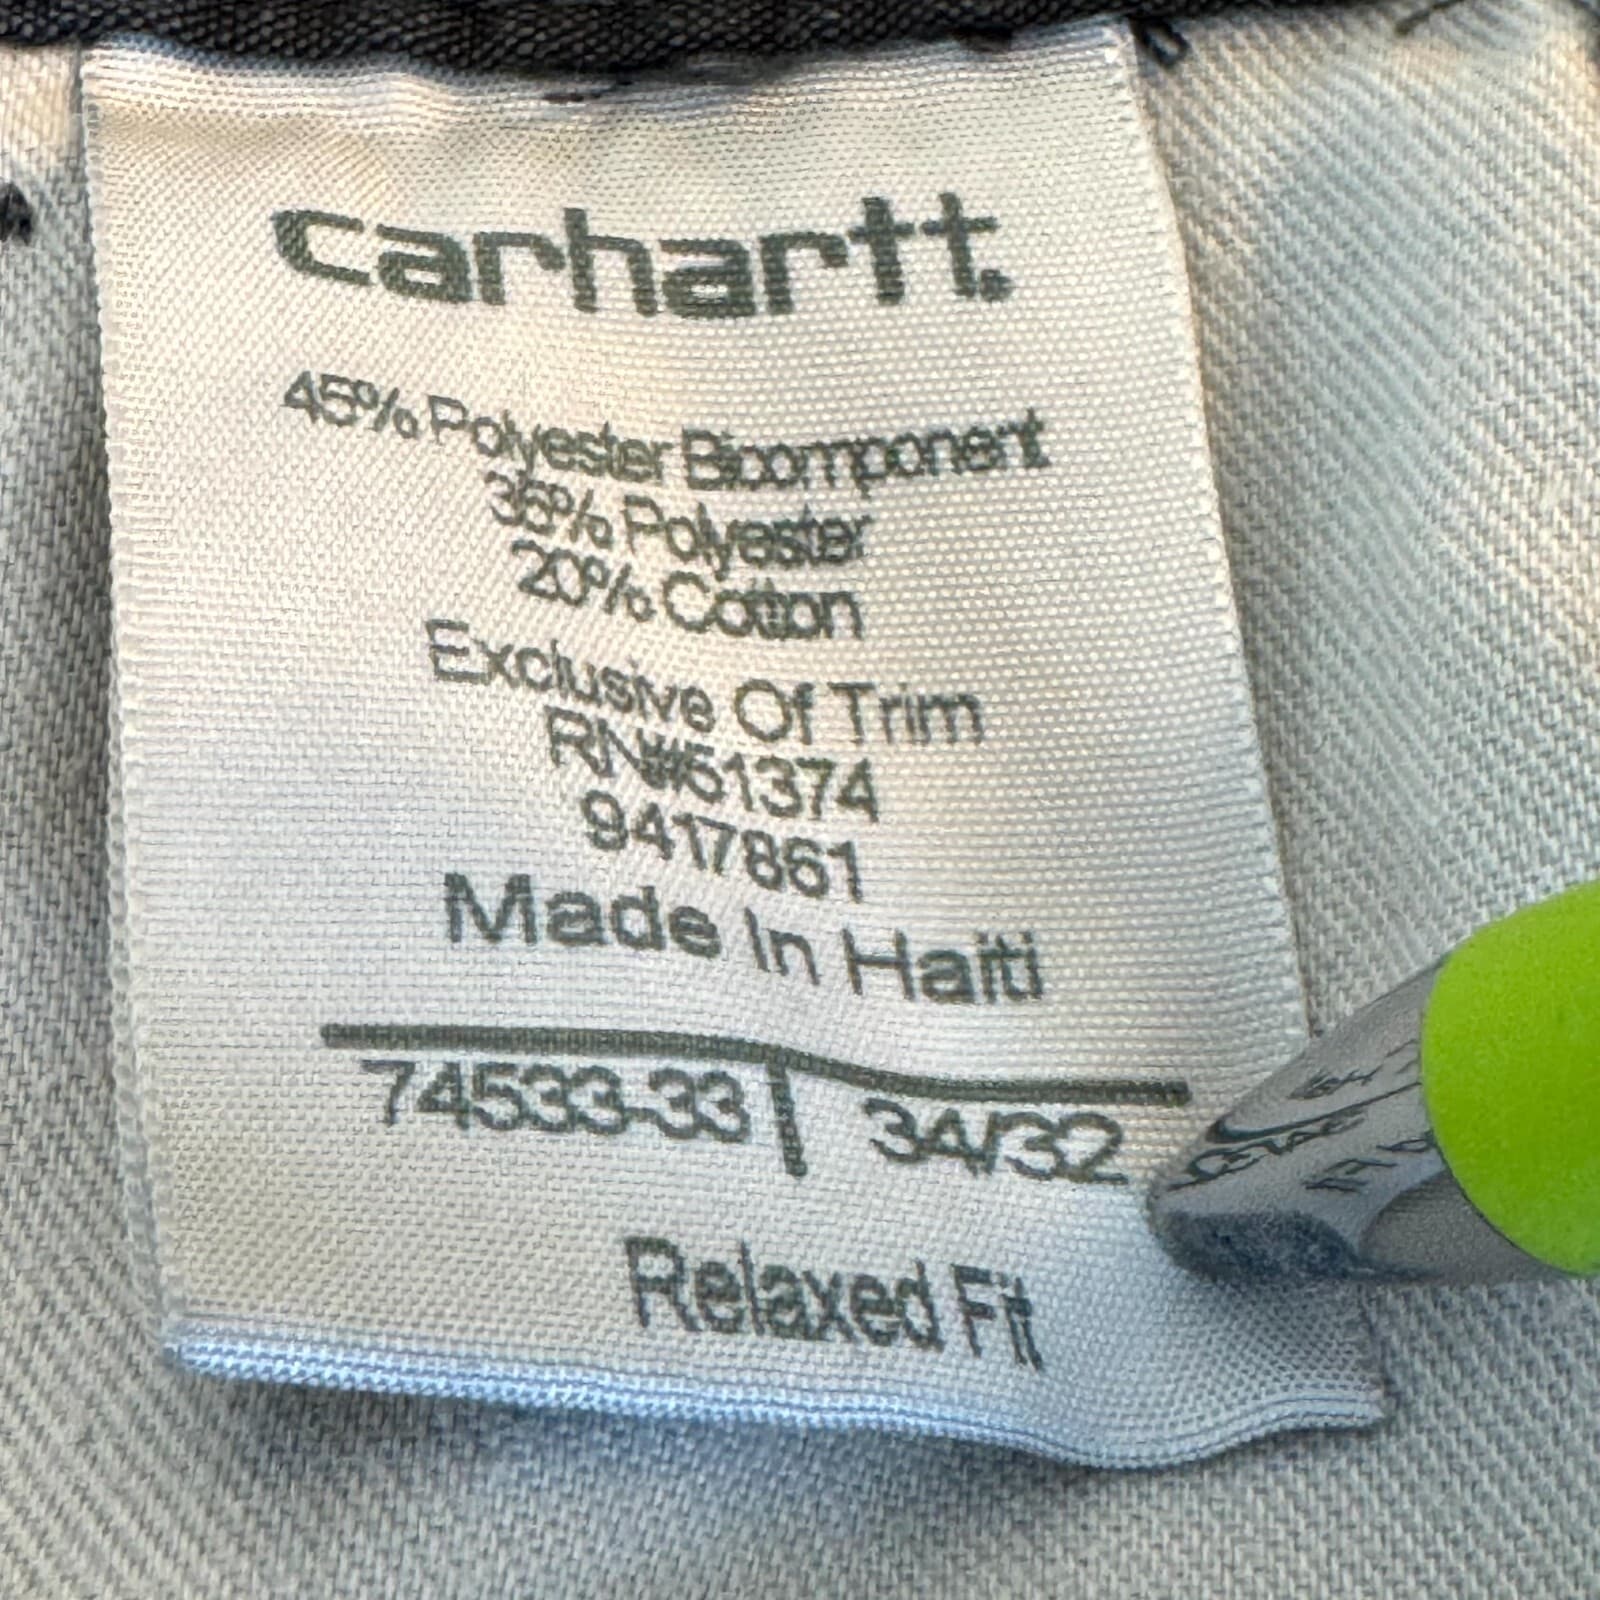 carhartt.
45% Polyester Bicomponent
35% Polyester
20% Cotton
Exclusive Of Trim
RN#51374
9417861
Made In Haiti
74533-33 34/32
Relaxed Fit